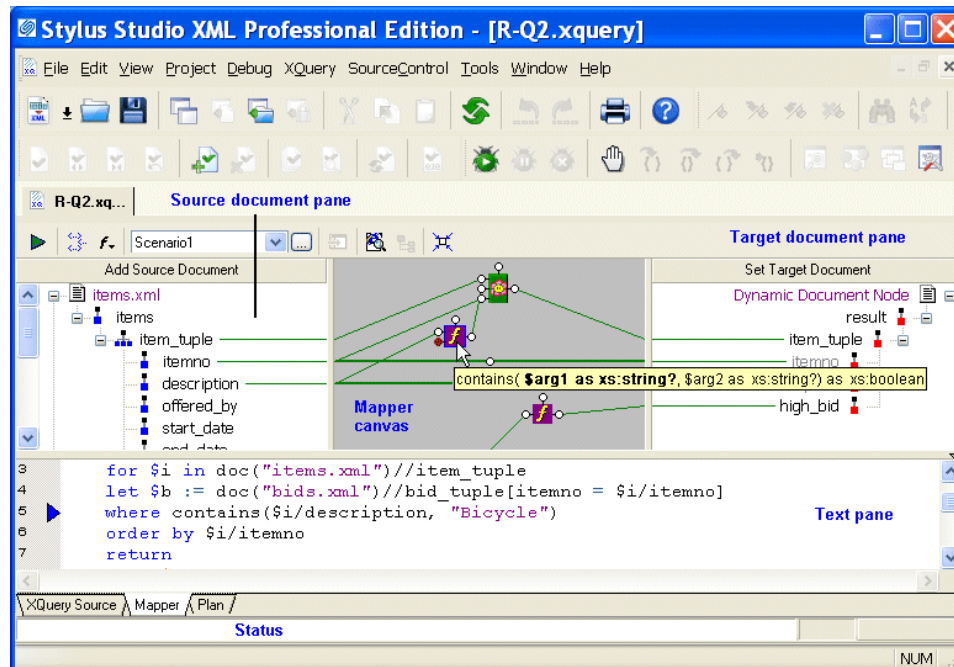 Stylus Studio XML Professional Edition - [R-Q2.xquery]
File Edit View Project Debug XQuery SourceControl Tools Window Help
R-Q2.xq...
Source document pane
Scenario1
Target document pane
Add Source Document
Set Target Document
items.xml
Dynamic Document Node
items
result
item_tuple
item_tuple
itemno
itemno
contains( $arg1 as xs:string?, $arg2 as xs:string?) as xs:boolean
description
offered_by
Mapper
canvas
high_bid
start_date
end_date
3 for $i in doc("items.xml")//item_tuple
4 let $b := doc("bids.xml")//bid_tuple[itemno = $i/itemno]
5 where contains($i/description, "Bicycle")
Text pane
6 order by $i/itemno
7 return
XQuery Source Mapper Plan
Status
NUM